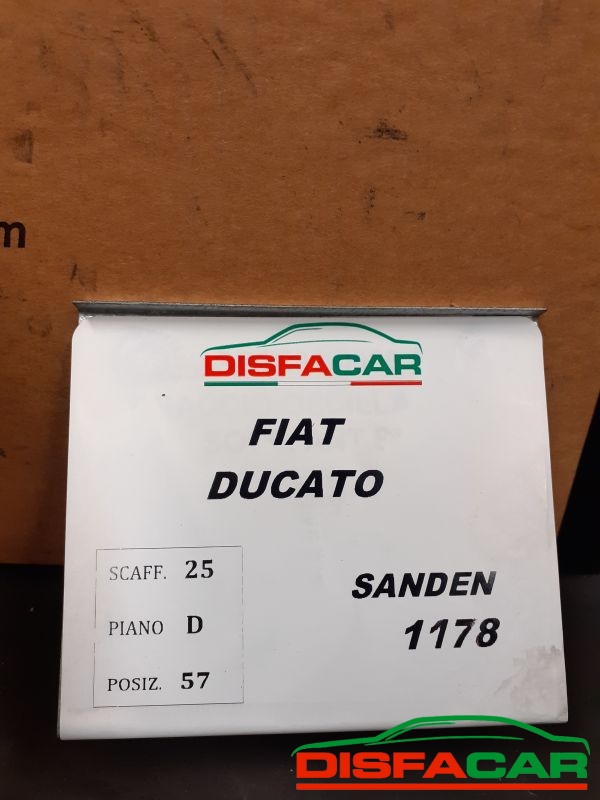 m
DISFACAR
FIAT
DUCATO
SCAFF. 25
PIANO D
POSIZ. 57
SANDEN
1178
DISFACAR